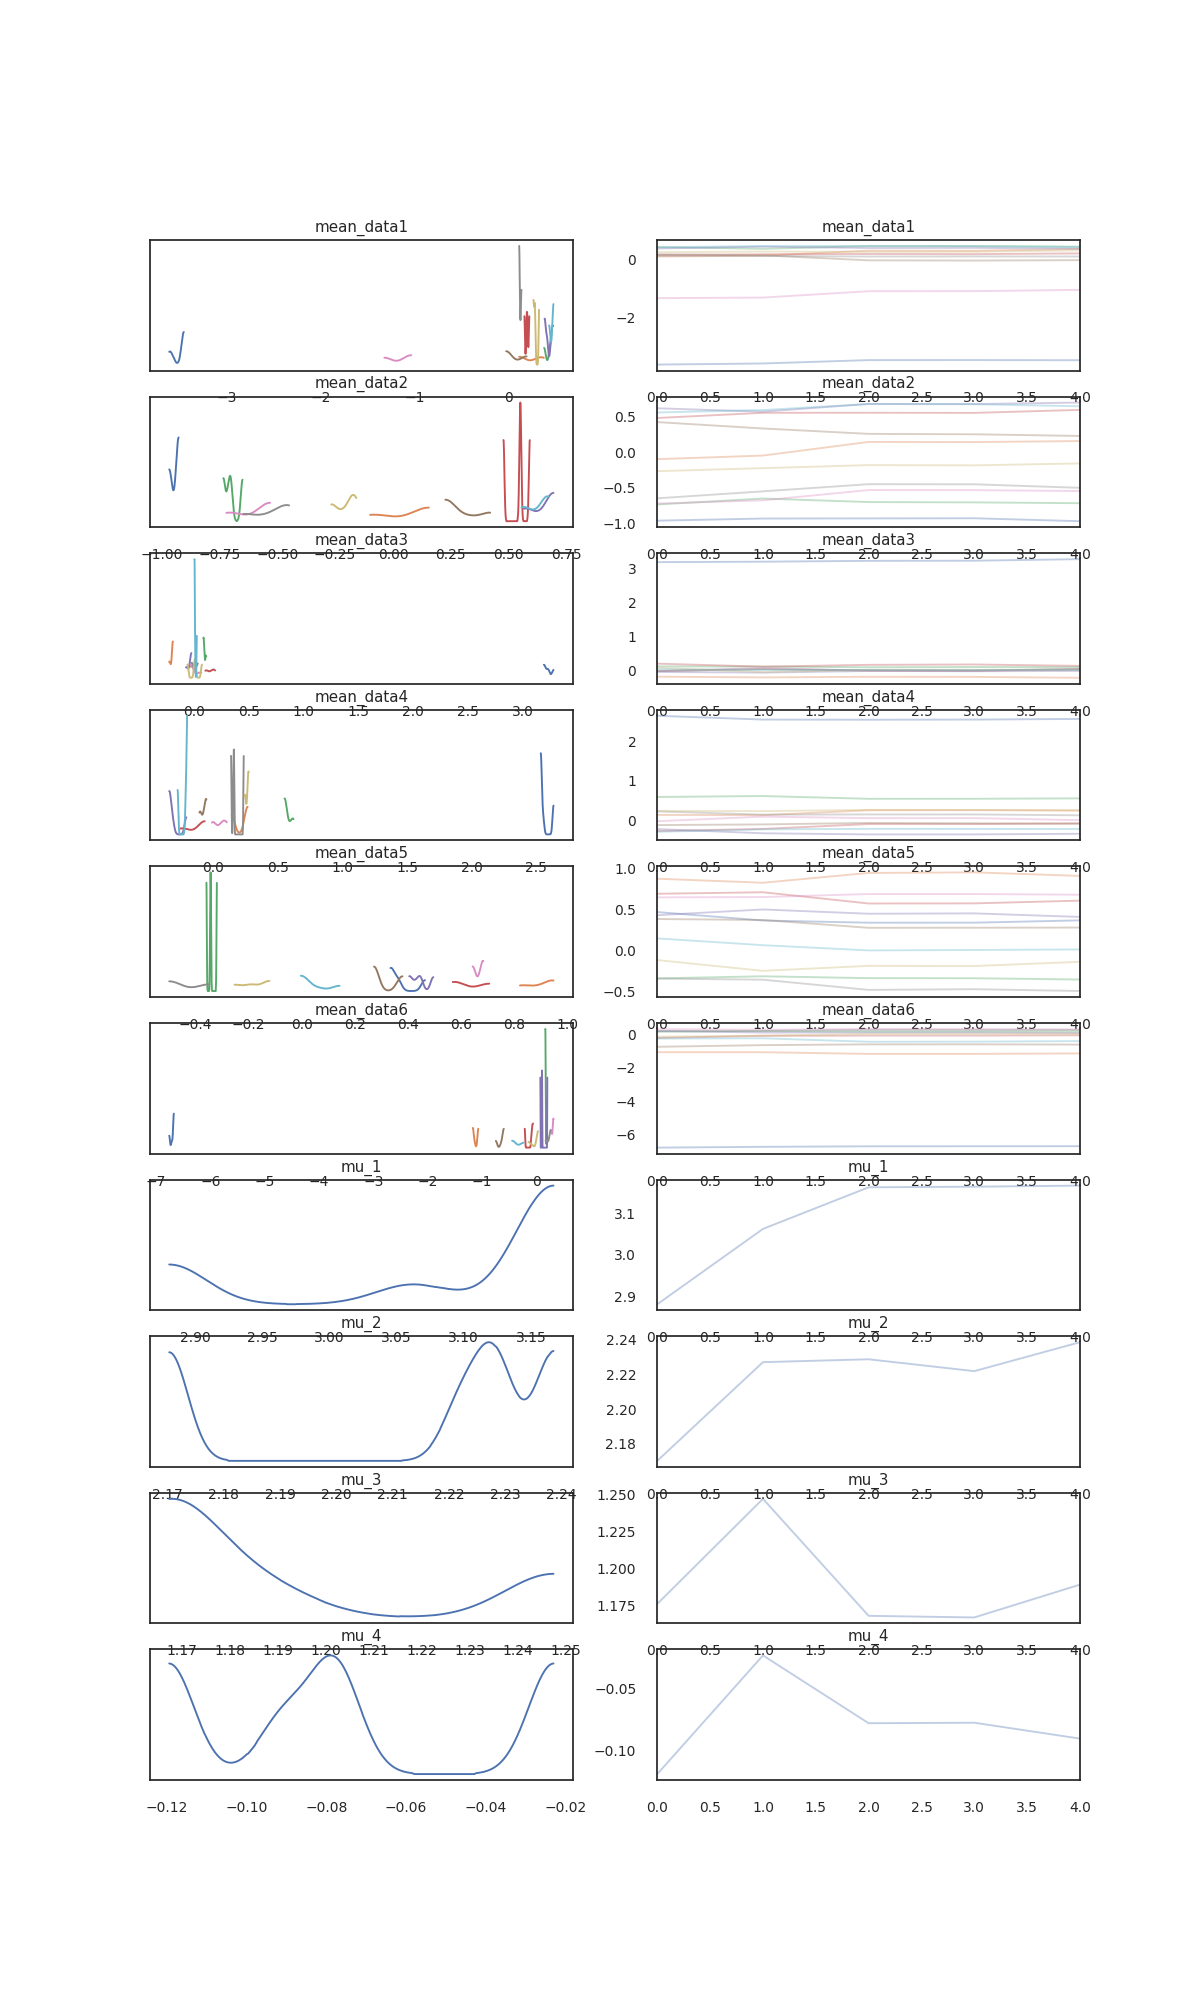 mean_data1 mean_data1
0
−2
−3 −2 −1 0
mean_data2 mean_data2
0.0 0.5 1.0 1.5 2.0 2.5 3.0 3.5 4.0
0.5
0.0
−0.5
−1.0
mean_data3 mean_data3
−1.00 −0.75 −0.50 −0.25 0.00 0.25 0.50 0.75 0.0 0.5 1.0 1.5 2.0 2.5 3.0 3.5 4.0
3
2
1
0
mean_data4 mean_data4
0.0 0.5 1.0 1.5 2.0 2.5 3.0 0.0 0.5 1.0 1.5 2.0 2.5 3.0 3.5 4.0
2
1
0
mean_data5 mean_data5
0.0 0.5 1.0 1.5 2.0 2.5 0.0 0.5 1.0 1.5 2.0 2.5 3.0 3.5 4.0
1.0
0.5
0.0
−0.5
mean_data6 mean_data6
−0.4 −0.2 0.0 0.2 0.4 0.6 0.8 1.0 0.0 0.5 1.0 1.5 2.0 2.5 3.0 3.5 4.0
0
−2
−4
−6
mu_1 mu_1
−7 −6 −5 −4 −3 −2 −1 0 0.0 0.5 1.0 1.5 2.0 2.5 3.0 3.5 4.0
3.1
3.0
2.9
mu_2 mu_2
2.90 2.95 3.00 3.05 3.10 3.15 0.0 0.5 1.0 1.5 2.0 2.5 3.0 3.5 4.0
2.24
2.22
2.20
2.18
mu_3 mu_3
2.17 2.18 2.19 2.20 2.21 2.22 2.23 2.24 0.0 0.5 1.0 1.5 2.0 2.5 3.0 3.5 4.0
1.250
1.225
1.200
1.175
mu_4 mu_4
1.17 1.18 1.19 1.20 1.21 1.22 1.23 1.24 1.25 0.0 0.5 1.0 1.5 2.0 2.5 3.0 3.5 4.0
−0.05
−0.10
−0.12 −0.10 −0.08 −0.06 −0.04 −0.02 0.0 0.5 1.0 1.5 2.0 2.5 3.0 3.5 4.0